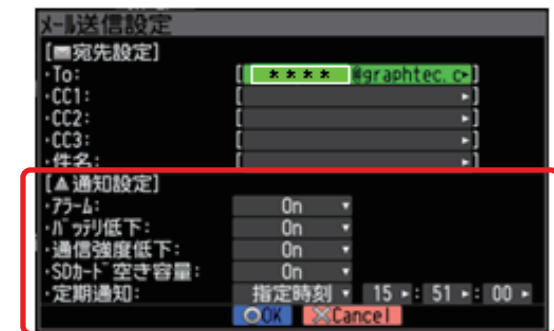 ﾒｰﾙ送信設定
[✉宛先設定]
･To: [ **** @graphtec.c▸]
･CC1: [ ▸]
･CC2: [ ▸]
･CC3: [ ▸]
･件名: [ ▸]
[▲通知設定]
･ｱﾗｰﾑ: On ▾
･ﾊﾞｯﾃﾘ低下: On ▾
･通信強度低下: On ▾
･SDｶｰﾄﾞ空き容量: On ▾
･定期通知: 指定時刻 ▾ 15 ▸: 51 ▸: 00 ▸
OK Cancel